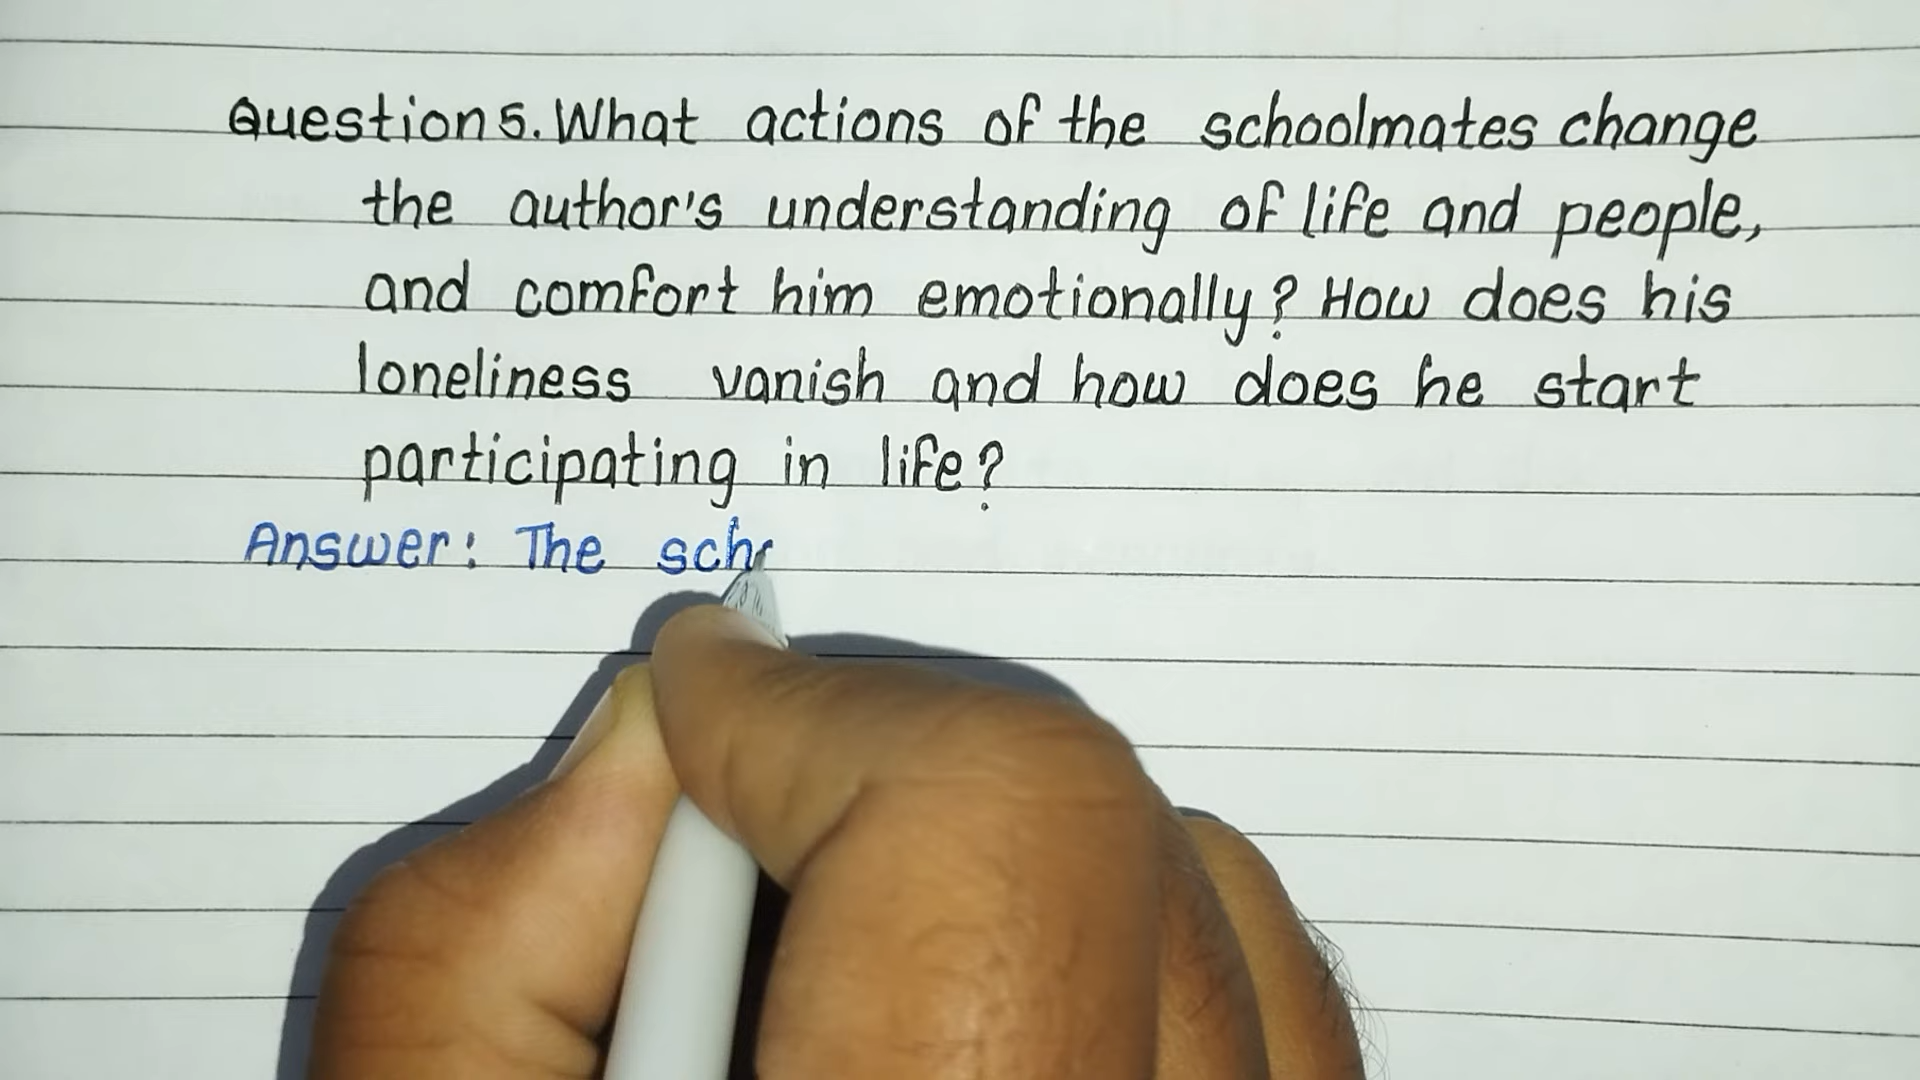 Question 5. What actions of the schoolmates change
the author's understanding of life and people,
and comfort him emotionally? How does his
loneliness vanish and how does he start
participating in life?
Answer: The sch